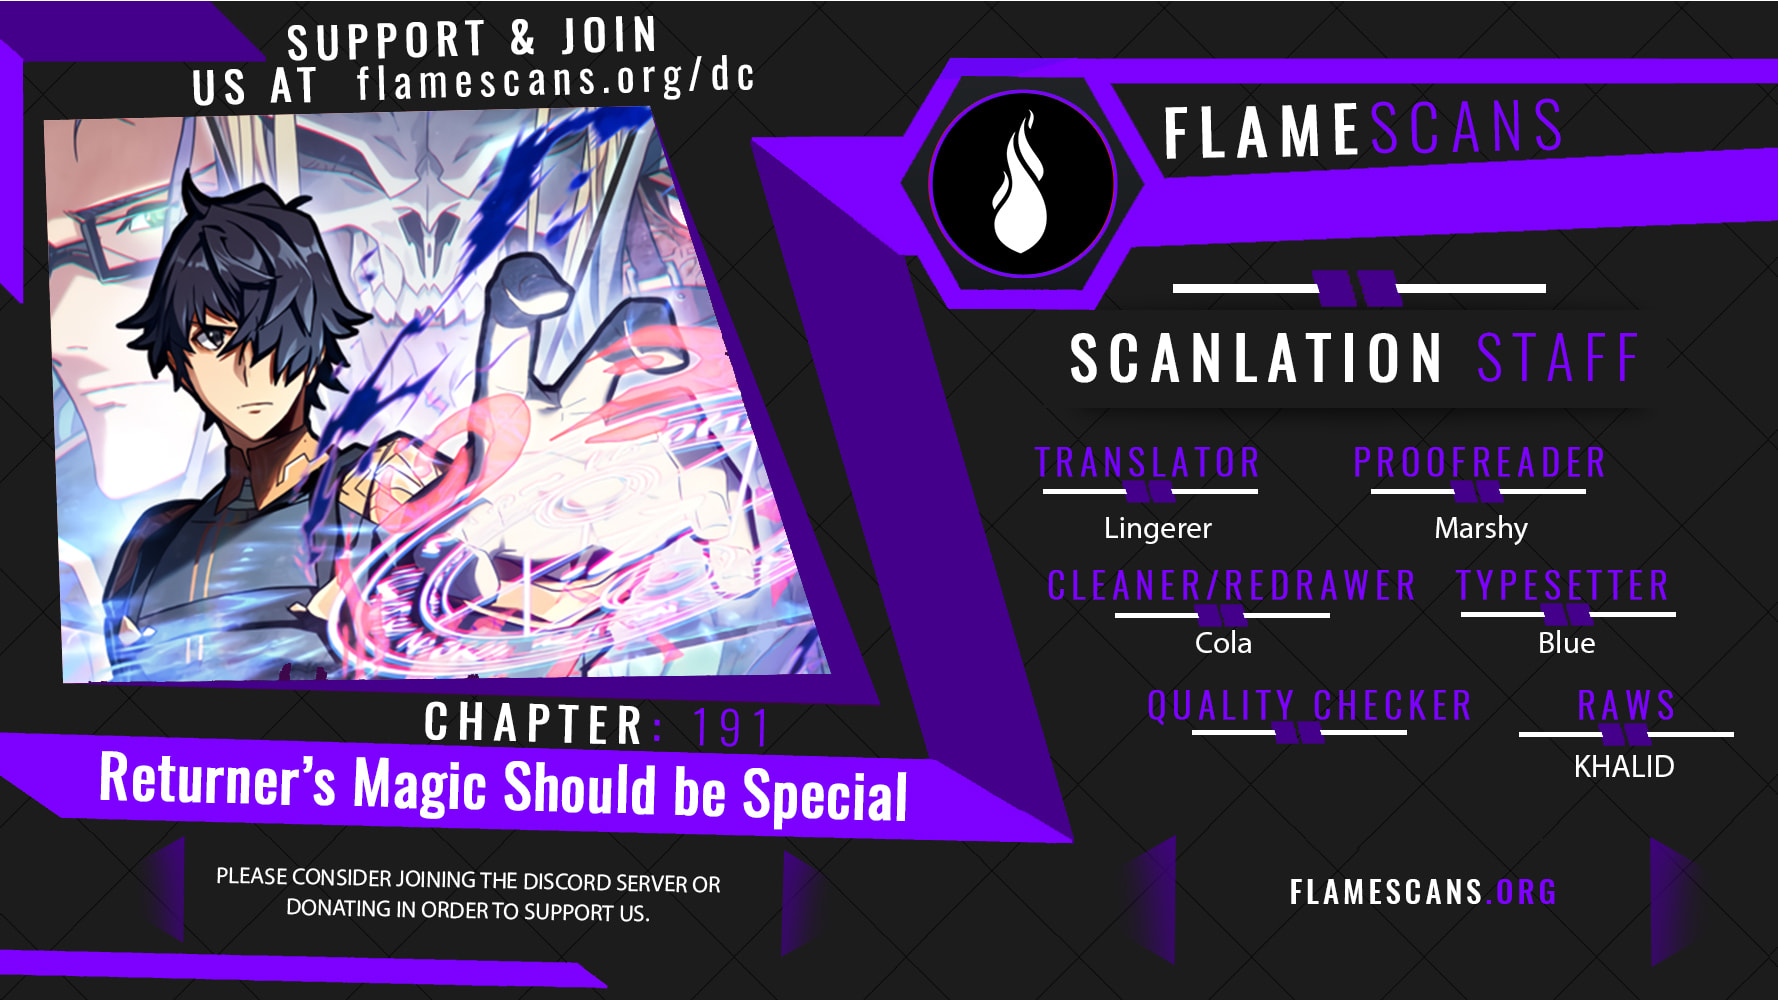 SUPPORT & JOIN
US AT flamescans.org/dc
CHAPTER: 191
Returner's Magic Should be Special
PLEASE CONSIDER JOINING THE DISCORD SERVER OR
DONATING IN ORDER TO SUPPORT US.
FLAMESCANS
SCANLATION STAFF
TRANSLATOR
Lingerer
PROOFREADER
Marshy
CLEANER/REDRAWER
Cola
TYPESETTER
Blue
QUALITY CHECKER
RAWS
KHALID
FLAMESCANS.ORG